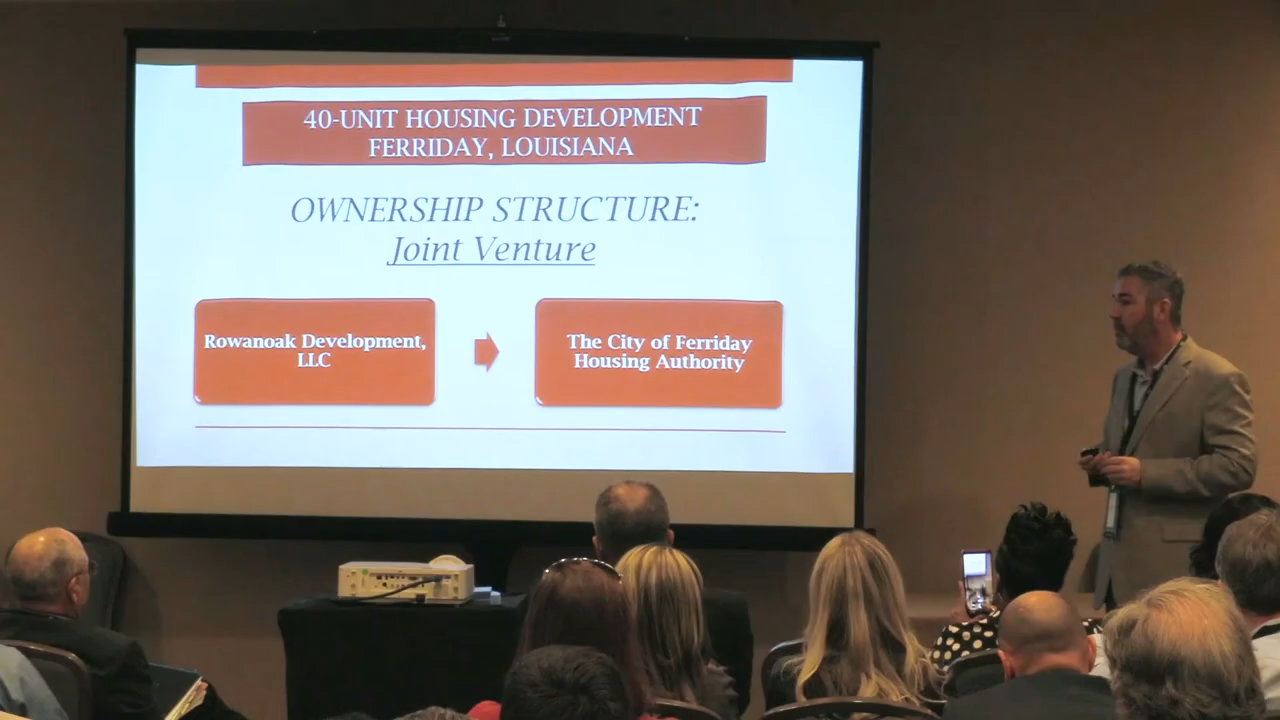 40-UNIT HOUSING DEVELOPMENT
FERRIDAY, LOUISIANA
OWNERSHIP STRUCTURE:
Joint Venture
Rowanoak Development,
LLC
The City of Ferriday
Housing Authority